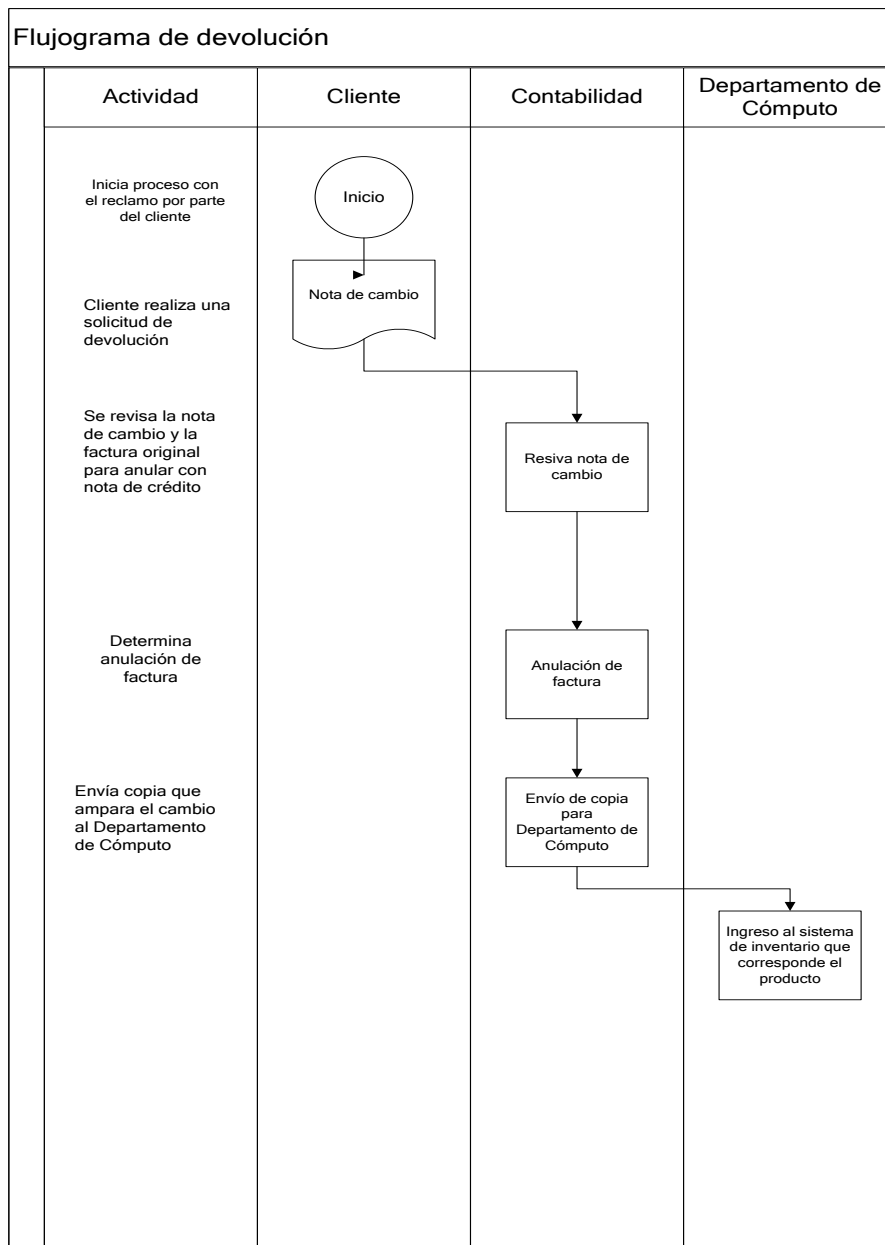 Flujograma de devolución
Actividad
Cliente
Contabilidad
Departamento de
Cómputo
Inicia proceso con
el reclamo por parte
del cliente
Inicio
Cliente realiza una
solicitud de
devolución
Nota de cambio
Se revisa la nota
de cambio y la
factura original
para anular con
nota de crédito
Resiva nota de
cambio
Determina
anulación de
factura
Anulación de
factura
Envía copia que
ampara el cambio
al Departamento
de Cómputo
Envío de copia
para
Departamento de
Cómputo
Ingreso al sistema
de inventario que
corresponde el
producto